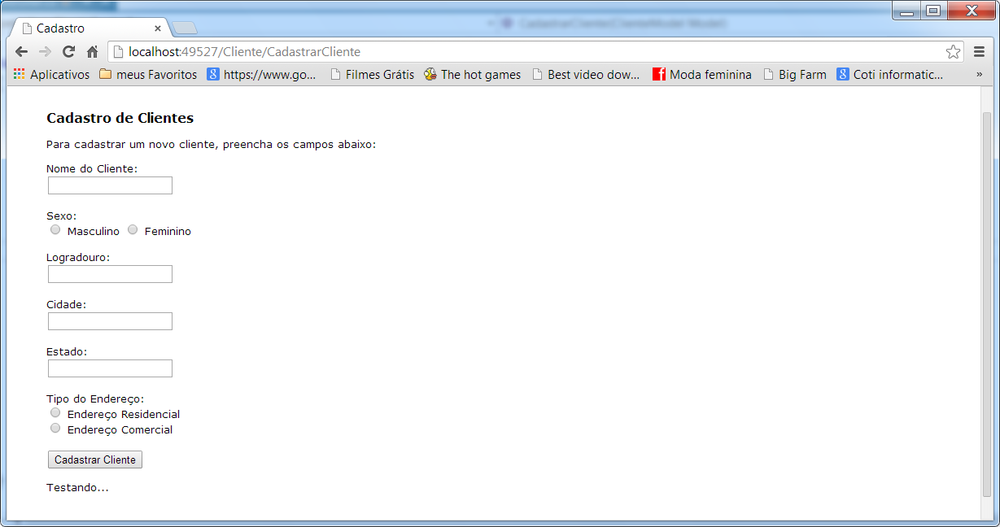 Cadastro
localhost:49527/Cliente/CadastrarCliente
Aplicativos meus Favoritos https://www.go... Filmes Grátis The hot games Best video dow... Moda feminina Big Farm Coti informatic... »
Cadastro de Clientes
Para cadastrar um novo cliente, preencha os campos abaixo:
Nome do Cliente:
Sexo:
Masculino Feminino
Logradouro:
Cidade:
Estado:
Tipo do Endereço:
Endereço Residencial
Endereço Comercial
Cadastrar Cliente
Testando...